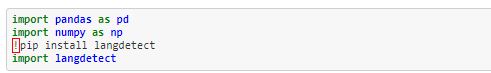 import pandas as pd
import numpy as np
!pip install langdetect
import langdetect